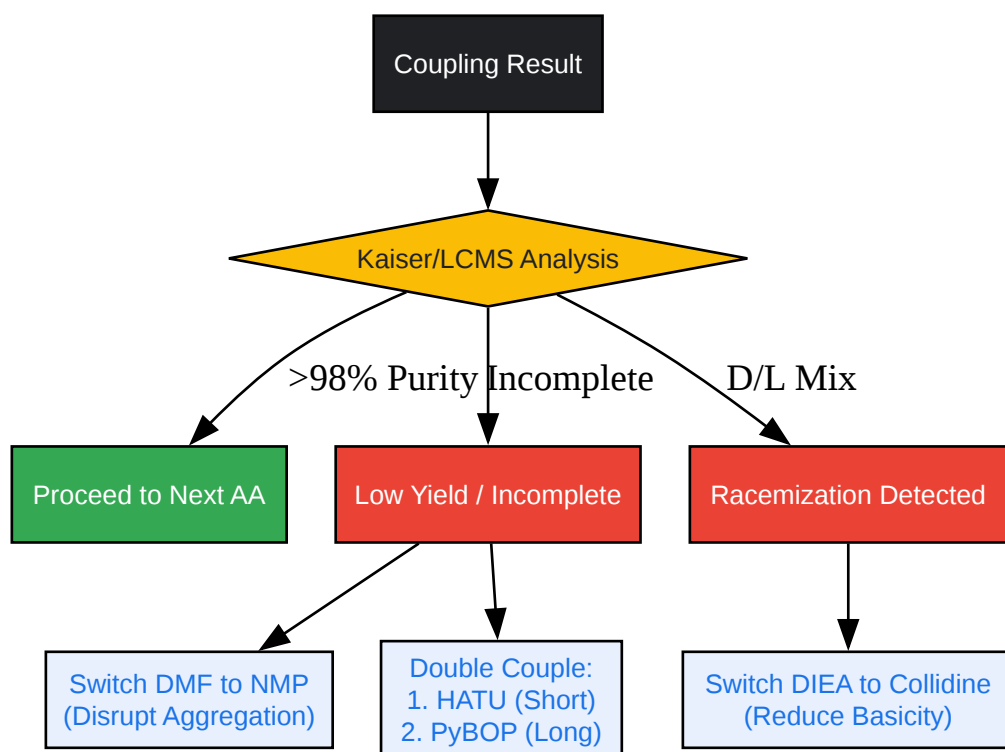 Coupling Result
Kaiser/LCMS Analysis
>98% Purity
Incomplete
D/L Mix
Proceed to Next AA
Low Yield / Incomplete
Racemization Detected
Switch DMF to NMP
(Disrupt Aggregation)
Double Couple:
1. HATU (Short)
2. PyBOP (Long)
Switch DIEA to Collidine
(Reduce Basicity)